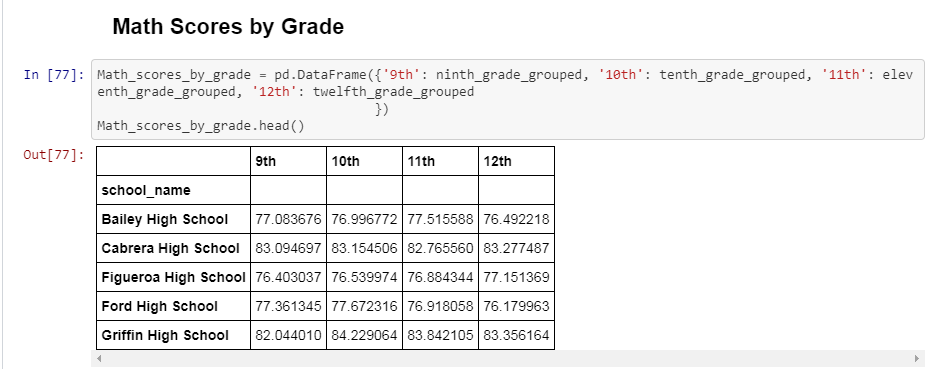 Math Scores by Grade
In [77]: Math_scores_by_grade = pd.DataFrame({'9th': ninth_grade_grouped, '10th': tenth_grade_grouped, '11th': elev
enth_grade_grouped, '12th': twelfth_grade_grouped
})
Math_scores_by_grade.head()
Out[77]:
9th 10th 11th 12th
school_name
Bailey High School 77.083676 76.996772 77.515588 76.492218
Cabrera High School 83.094697 83.154506 82.765560 83.277487
Figueroa High School 76.403037 76.539974 76.884344 77.151369
Ford High School 77.361345 77.672316 76.918058 76.179963
Griffin High School 82.044010 84.229064 83.842105 83.356164